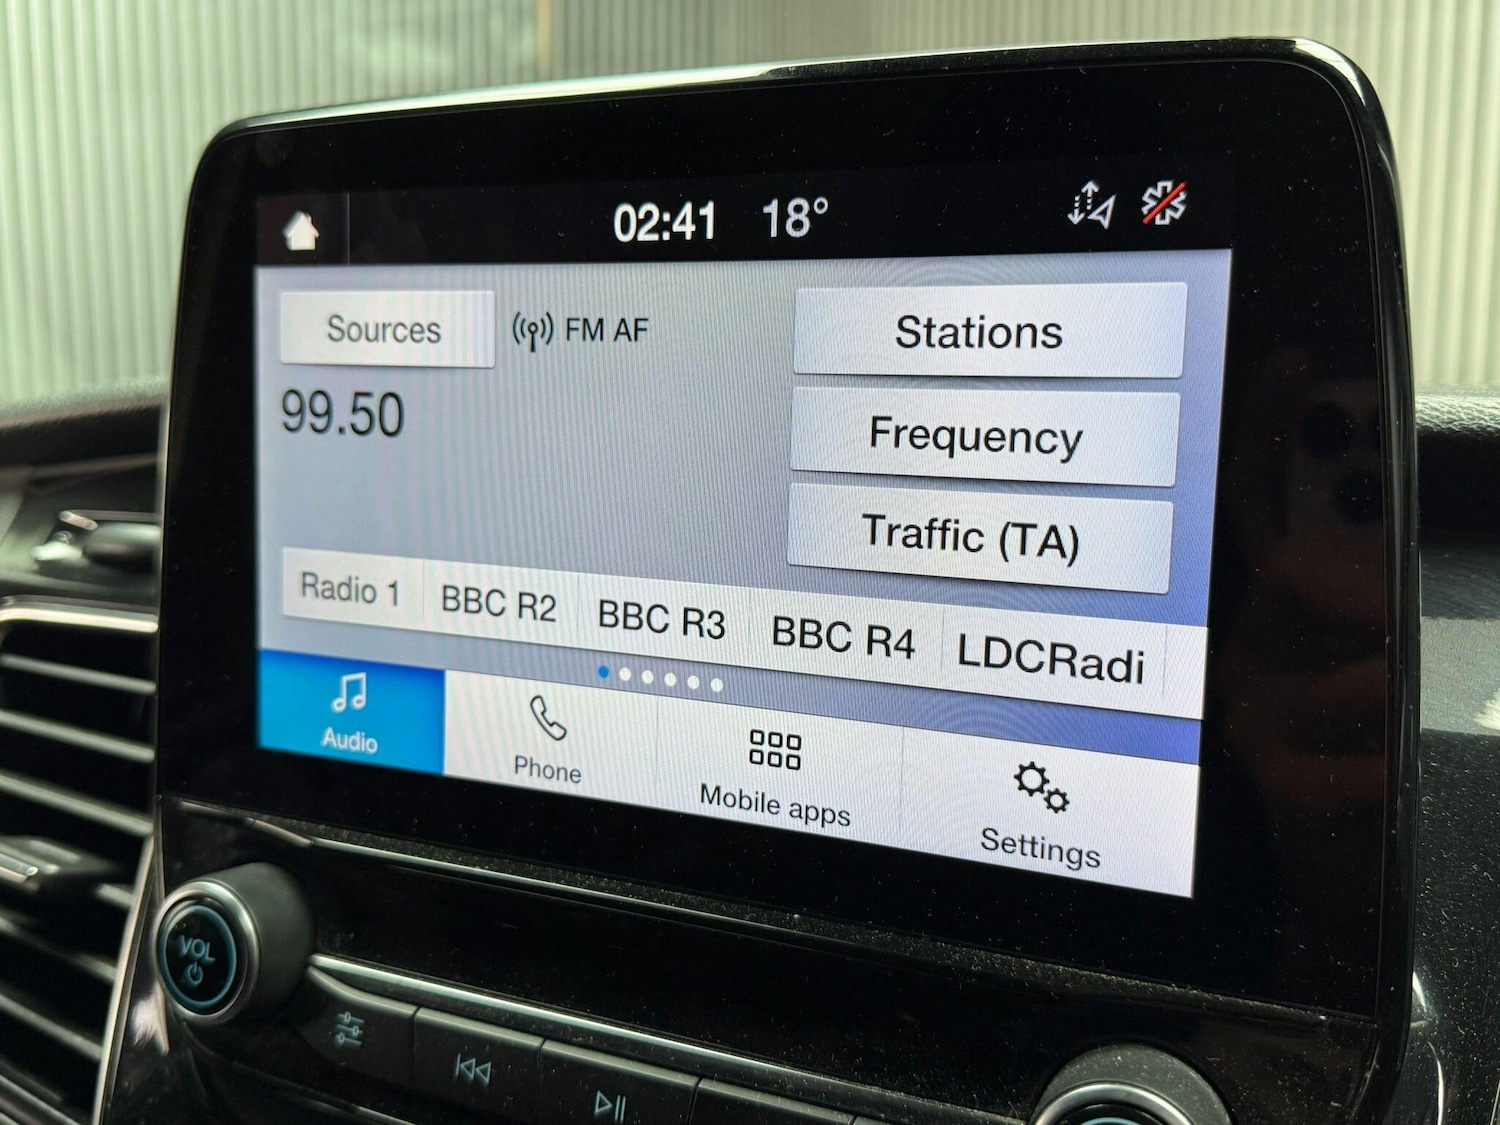 02:41 18°
Sources FM AF Stations
99.50
Frequency
Traffic (TA)
Radio 1 BBC R2 BBC R3 BBC R4 LDCRadi
Audio Phone Mobile apps Settings
VOL